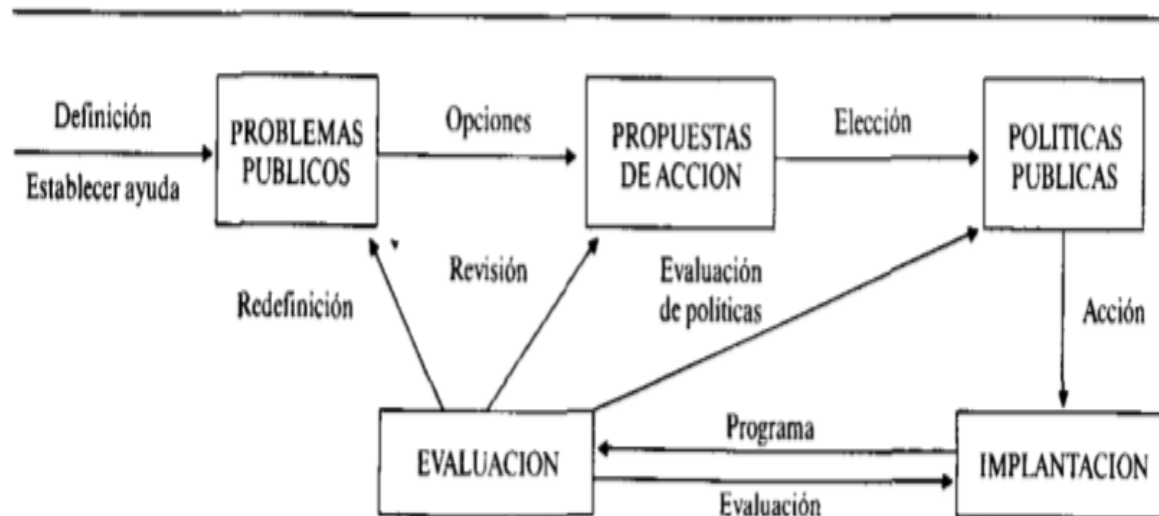 Definición
Establecer ayuda
PROBLEMAS
PUBLICOS
Opciones
PROPUESTAS
DE ACCION
Elección
POLITICAS
PUBLICAS
Redefinición
Revisión
Evaluación
de políticas
Acción
EVALUACION
Programa
Evaluación
IMPLANTACION